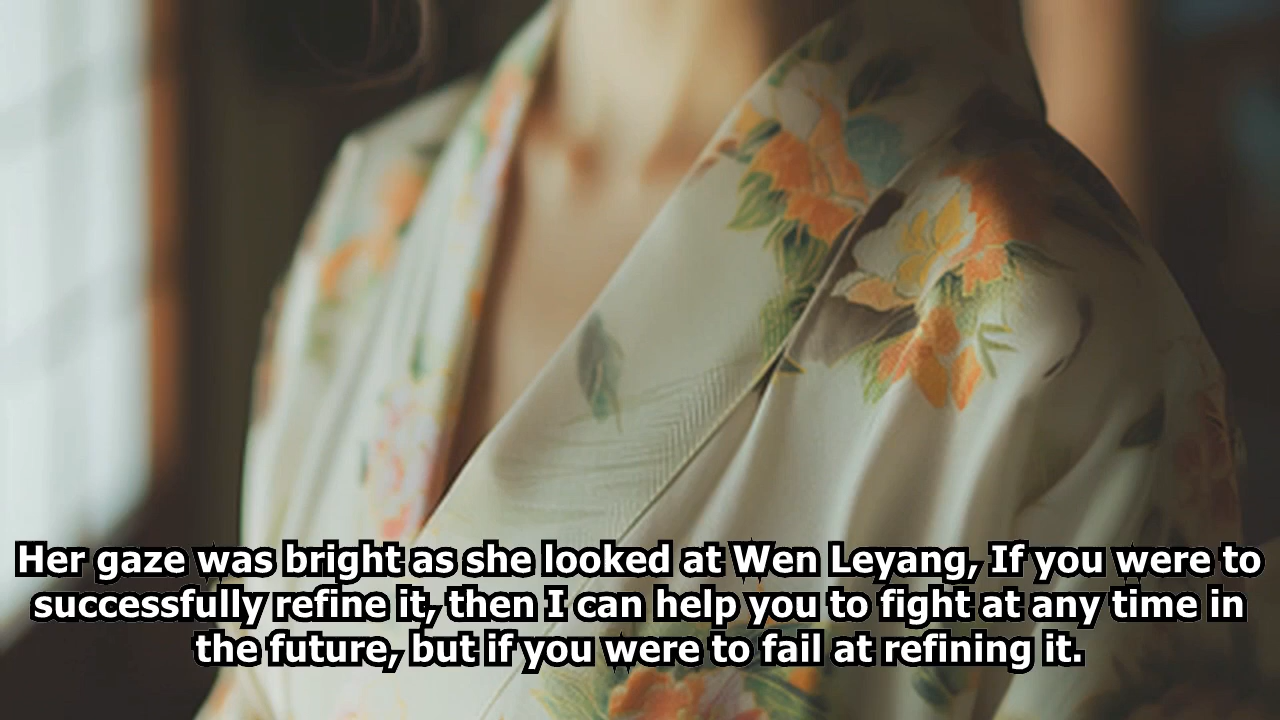 Her gaze was bright as she looked at Wen Leyang, If you were to
successfully refine it, then I can help you to fight at any time in
the future, but if you were to fail at refining it.